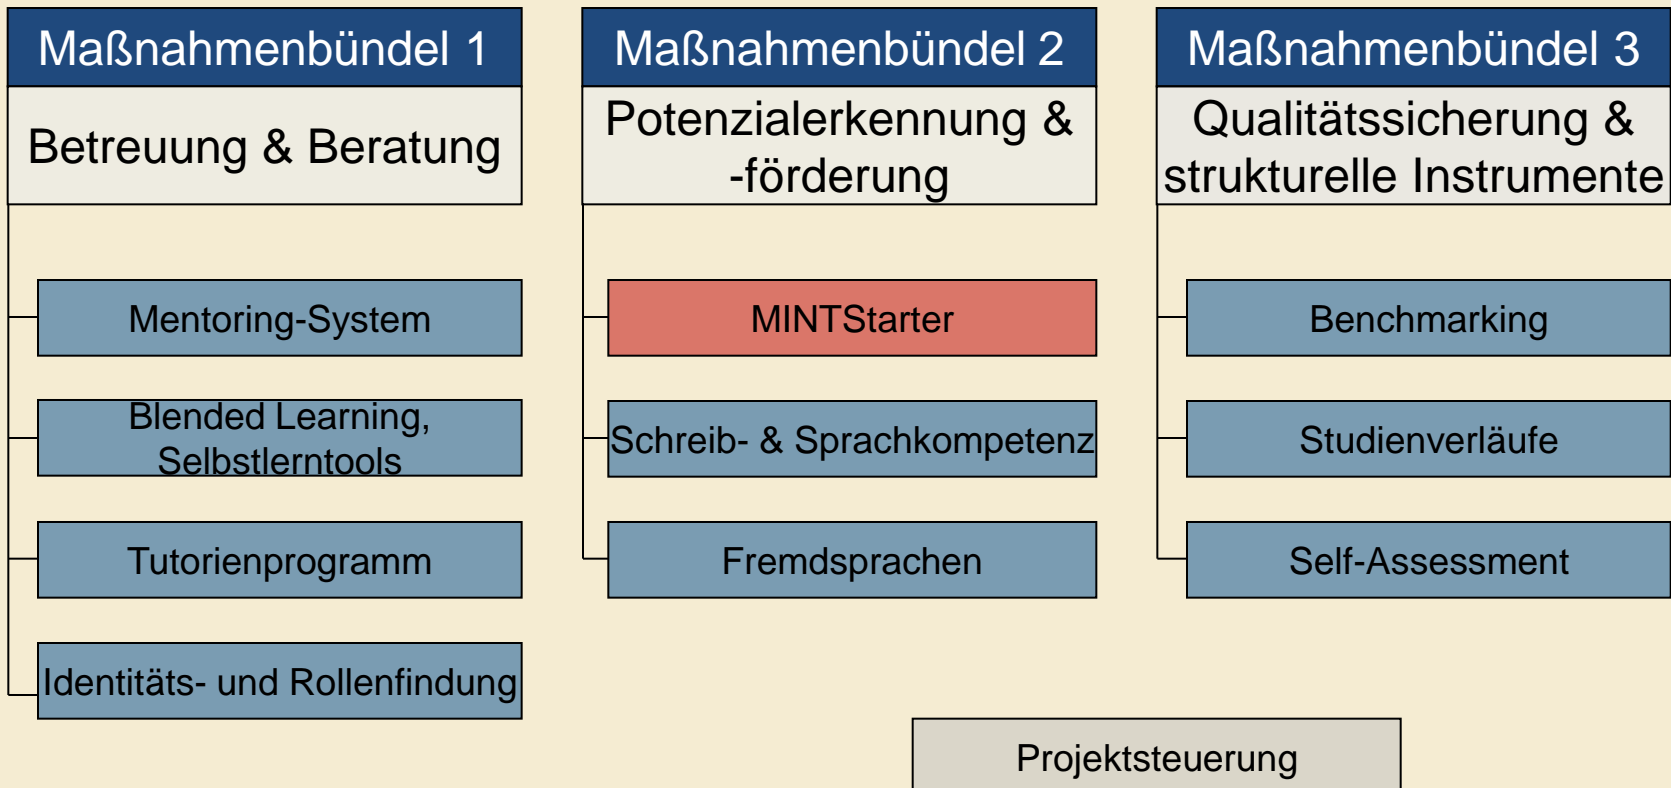 Maßnahmenbündel 1
Betreuung & Beratung
Mentoring-System
Blended Learning,
Selbstlerntools
Tutorienprogramm
Identitäts- und Rollenfindung
Maßnahmenbündel 2
Potenzialerkennung &
-förderung
MINTStarter
Schreib- & Sprachkompetenz
Fremdsprachen
Maßnahmenbündel 3
Qualitätssicherung &
strukturelle Instrumente
Benchmarking
Studienverläufe
Self-Assessment
Projektsteuerung